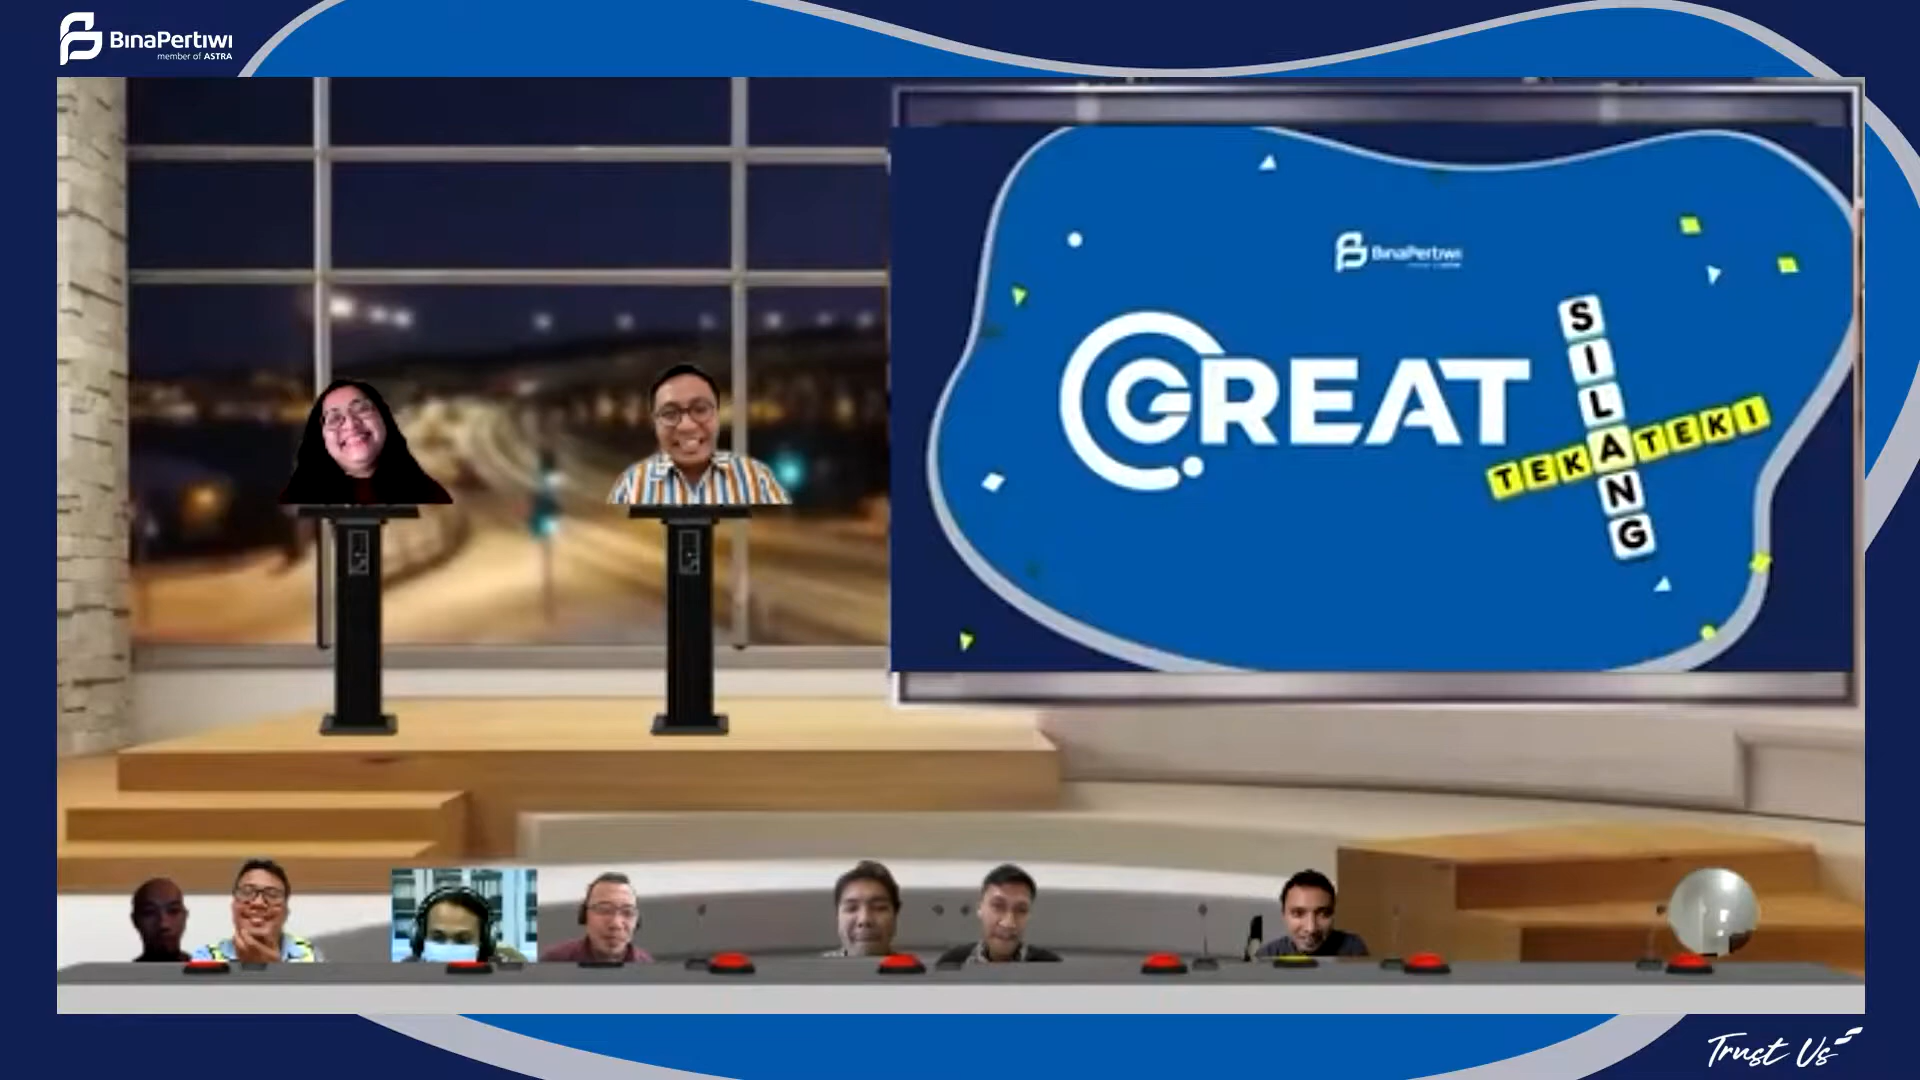 BinaPertiwi
member of ASTRA
BinaPertiwi
GREAT
SILANG
TEKATEKI
Trust Us